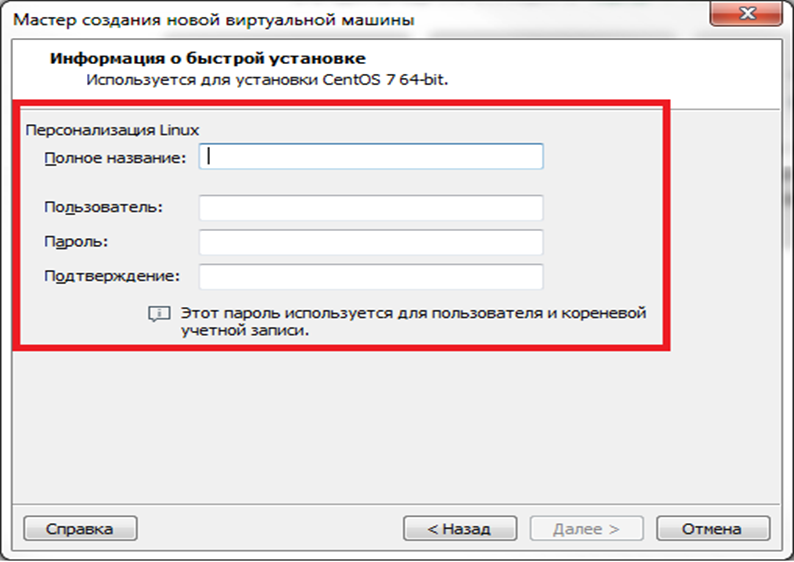 Мастер создания новой виртуальной машины
Информация о быстрой установке
Используется для установки CentOS 7 64-bit.
Персонализация Linux
Полное название:
Пользователь:
Пароль:
Подтверждение:
Этот пароль используется для пользователя и кореневой
учетной записи.
Справка
< Назад
Далее >
Отмена